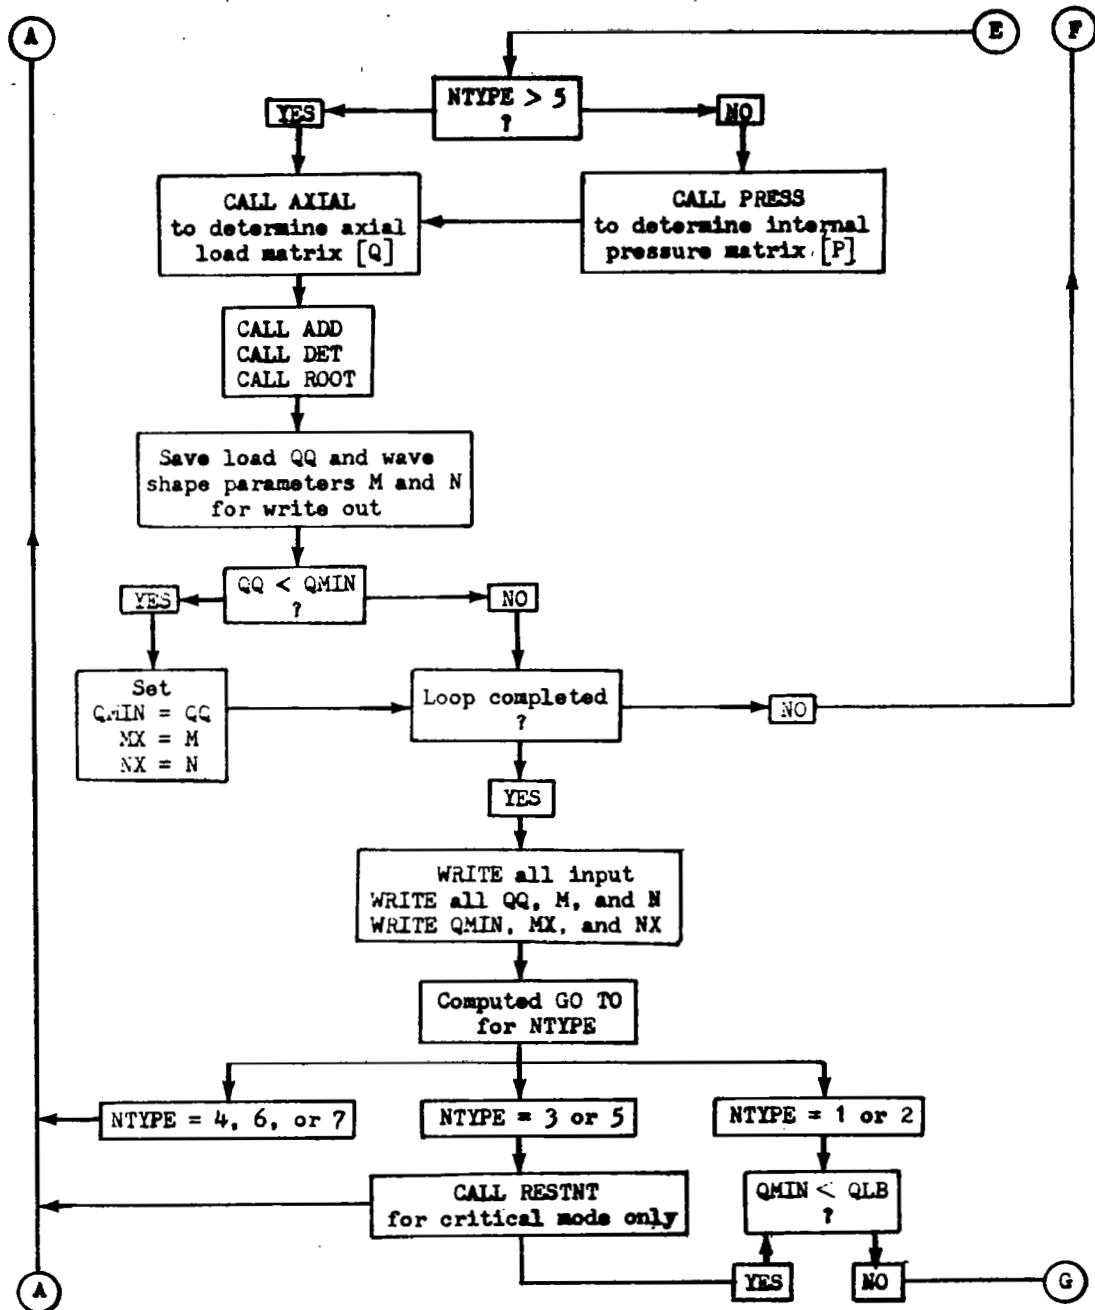 A
E
F
NTYPE > 5
?
YES
NO
CALL AXIAL
to determine axial
load matrix [Q]
CALL PRESS
to determine internal
pressure matrix [P]
CALL ADD
CALL DET
CALL ROOT
Save load QQ and wave
shape parameters M and N
for write out
QQ < QMIN
?
YES
NO
Set
QMIN = QQ
MX = M
NX = N
Loop completed
?
NO
YES
WRITE all input
WRITE all QQ, M, and N
WRITE QMIN, MX, and NX
Computed GO TO
for NTYPE
NTYPE = 4, 6, or 7
NTYPE = 3 or 5
NTYPE = 1 or 2
CALL RESTNT
for critical mode only
QMIN < QLB
?
YES
NO
A
G